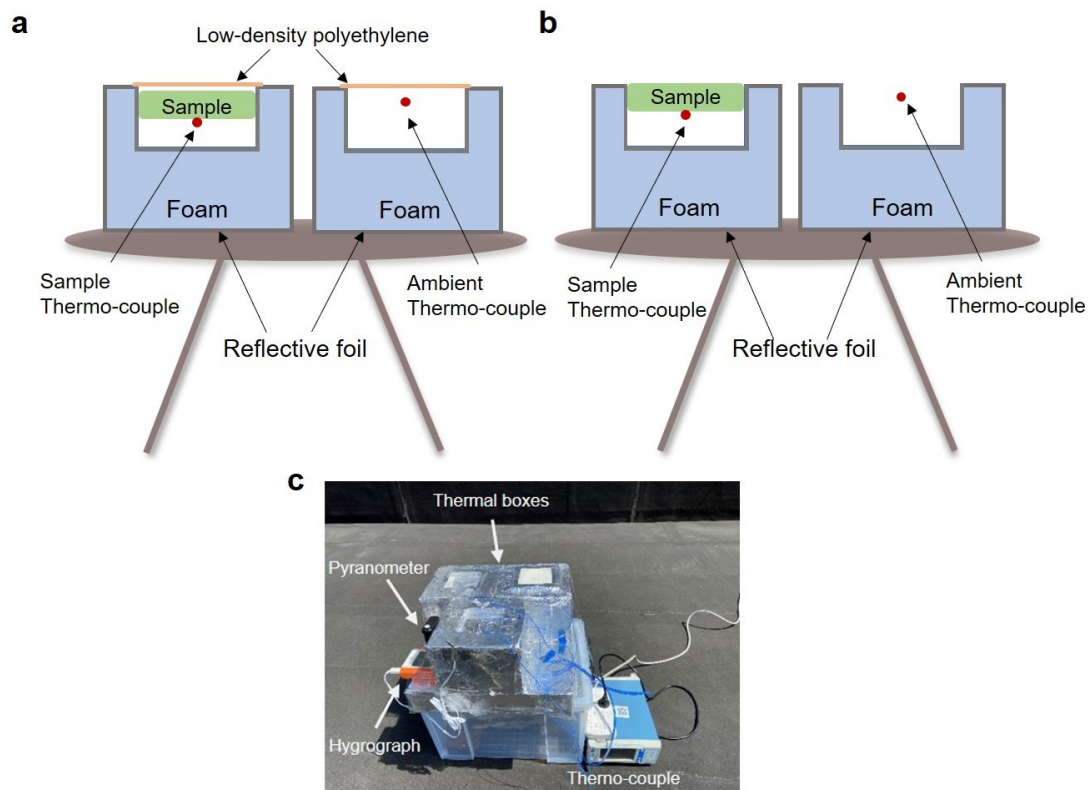 a
Low-density polyethylene
Sample
Foam
Foam
Sample
Thermo-couple
Ambient
Thermo-couple
Reflective foil
b
Sample
Foam
Foam
Sample
Thermo-couple
Ambient
Thermo-couple
Reflective foil
c
Thermal boxes
Pyranometer
Hygrograph
Therno-couple